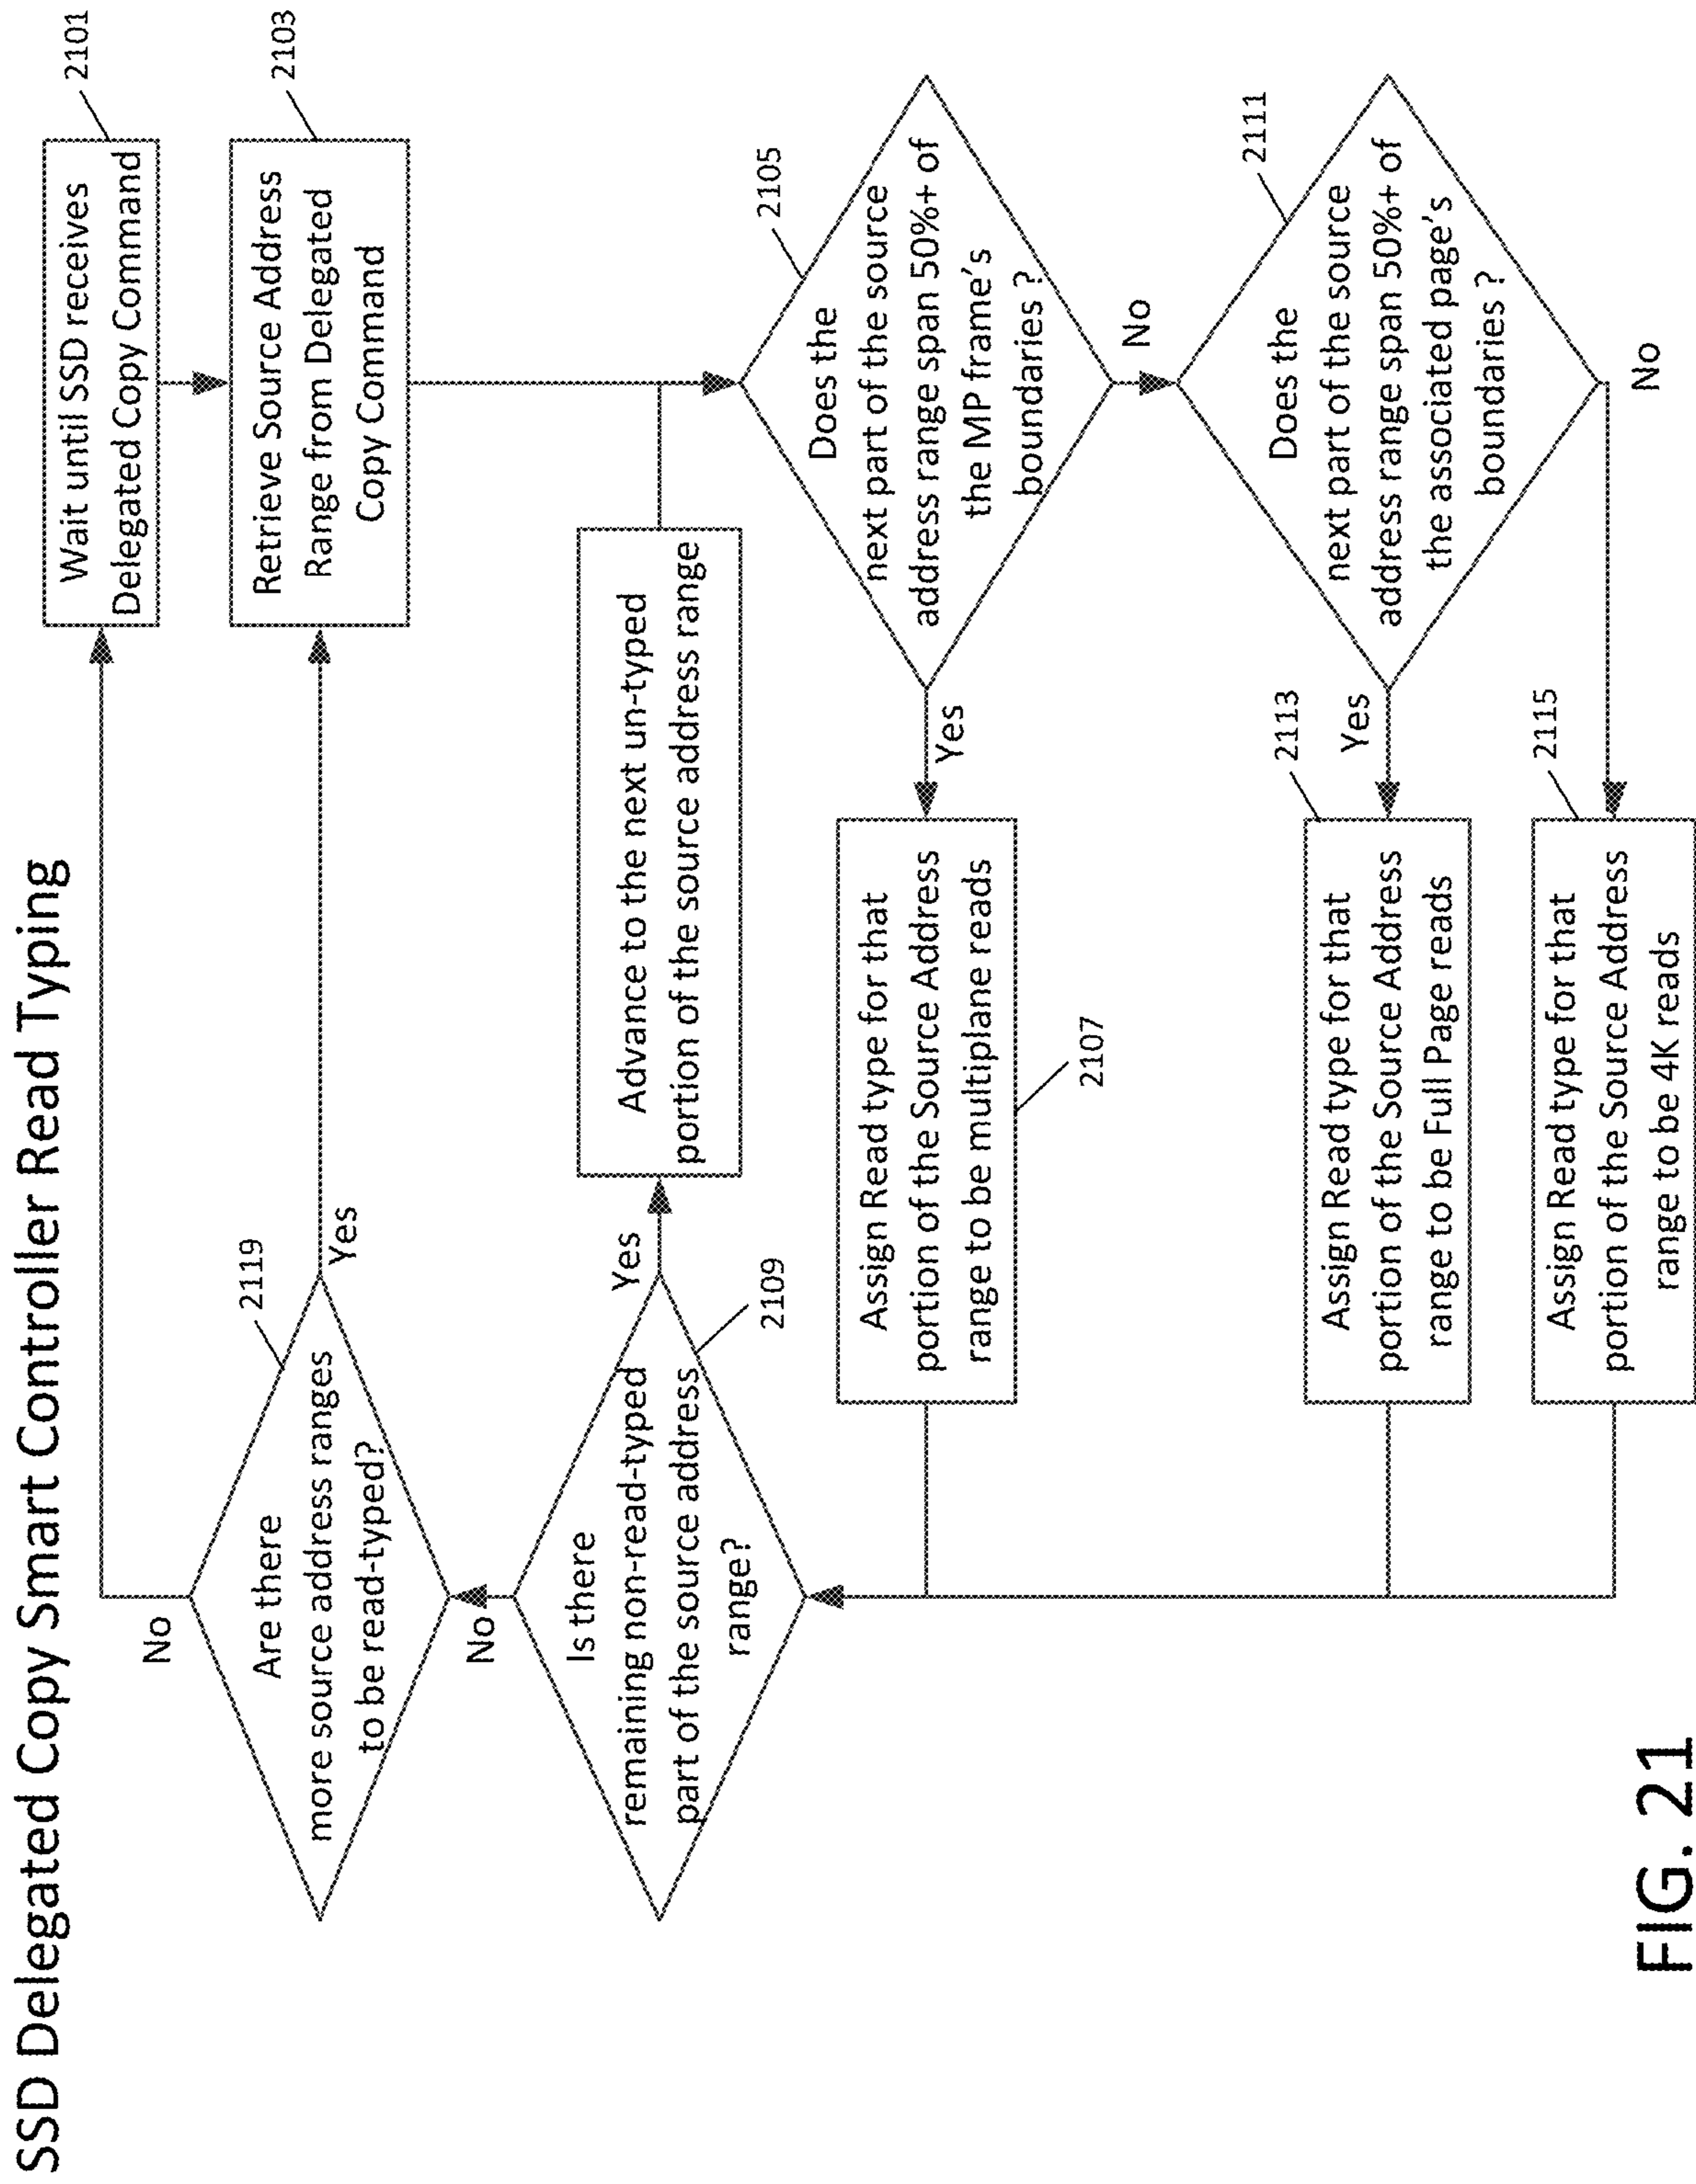 SSD Delegated Copy Smart Controller Read Typing
2101
Wait until SSD receives
Delegated Copy Command
2103
Retrieve Source Address
Range from Delegated
Copy Command
2119
Are there
more source address ranges
to be read-typed?
No
Yes
2109
Is there
remaining non-read-typed
part of the source address
range?
No
Yes
Advance to the next un-typed
portion of the source address range
2105
Does the
next part of the source
address range span 50%+ of
the MP frame's
boundaries ?
Yes
No
Assign Read type for that
portion of the Source Address
range to be multiplane reads
2107
2111
Does the
next part of the source
address range span 50%+ of
the associated page's
boundaries ?
Yes
No
2113
Assign Read type for that
portion of the Source Address
range to be Full Page reads
2115
Assign Read type for that
portion of the Source Address
range to be 4K reads
FIG. 21